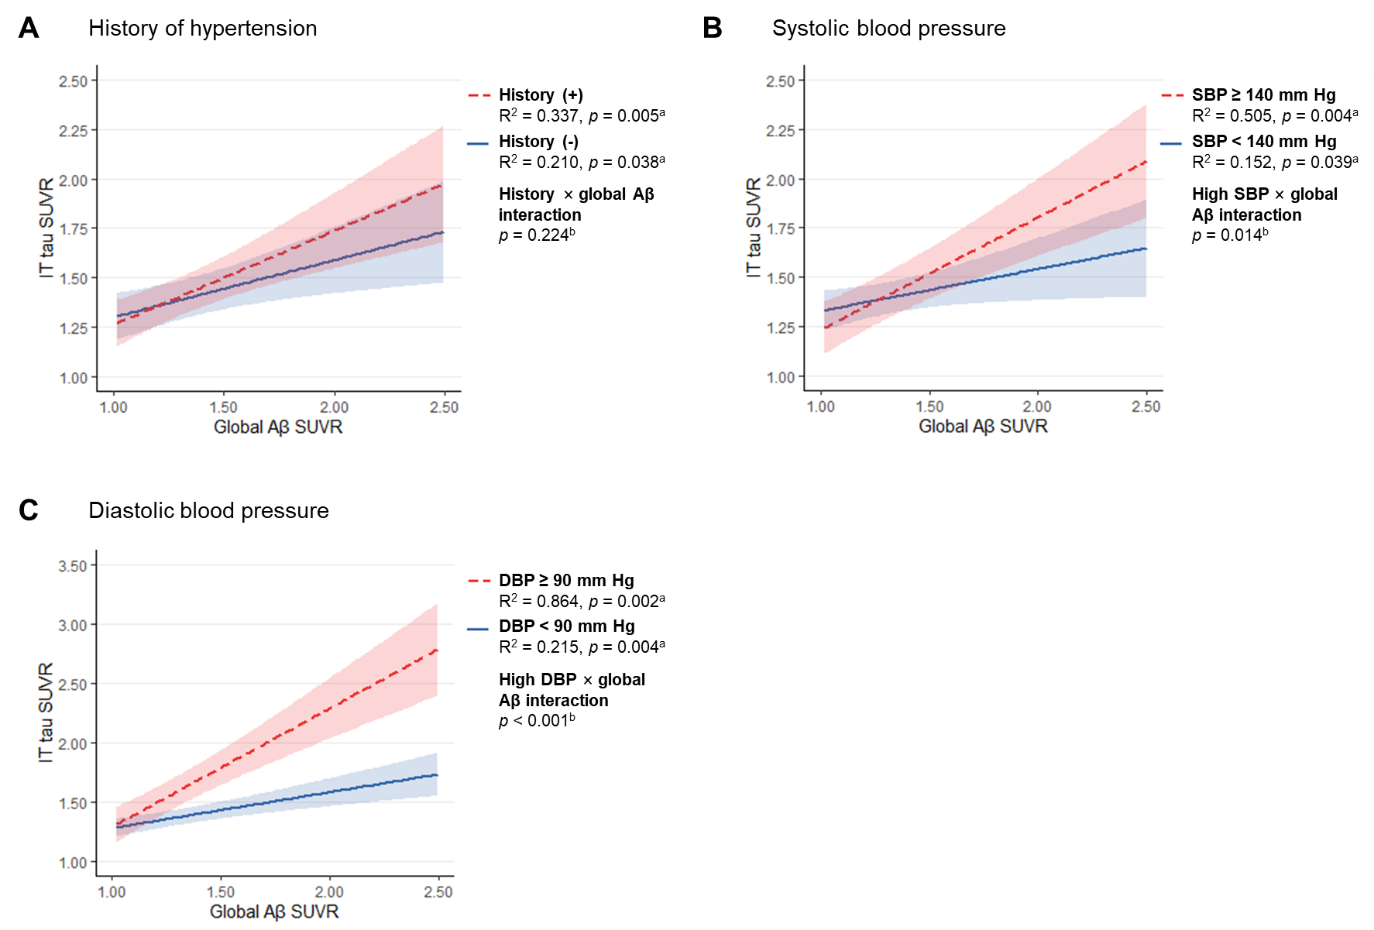 A History of hypertension
2.50
2.25
2.00
1.75
1.50
1.25
1.00
IT tau SUVR
1.00 1.50 2.00 2.50
Global Aβ SUVR
History (+)
R² = 0.337, p = 0.005ᵃ
History (-)
R² = 0.210, p = 0.038ᵃ
History × global Aβ
interaction
p = 0.224ᵇ
B Systolic blood pressure
2.50
2.25
2.00
1.75
1.50
1.25
1.00
IT tau SUVR
1.00 1.50 2.00 2.50
Global Aβ SUVR
SBP ≥ 140 mm Hg
R² = 0.505, p = 0.004ᵃ
SBP < 140 mm Hg
R² = 0.152, p = 0.039ᵃ
High SBP × global
Aβ interaction
p = 0.014ᵇ
C Diastolic blood pressure
3.50
3.00
2.50
2.00
1.50
1.00
IT tau SUVR
1.00 1.50 2.00 2.50
Global Aβ SUVR
DBP ≥ 90 mm Hg
R² = 0.864, p = 0.002ᵃ
DBP < 90 mm Hg
R² = 0.215, p = 0.004ᵃ
High DBP × global
Aβ interaction
p < 0.001ᵇ